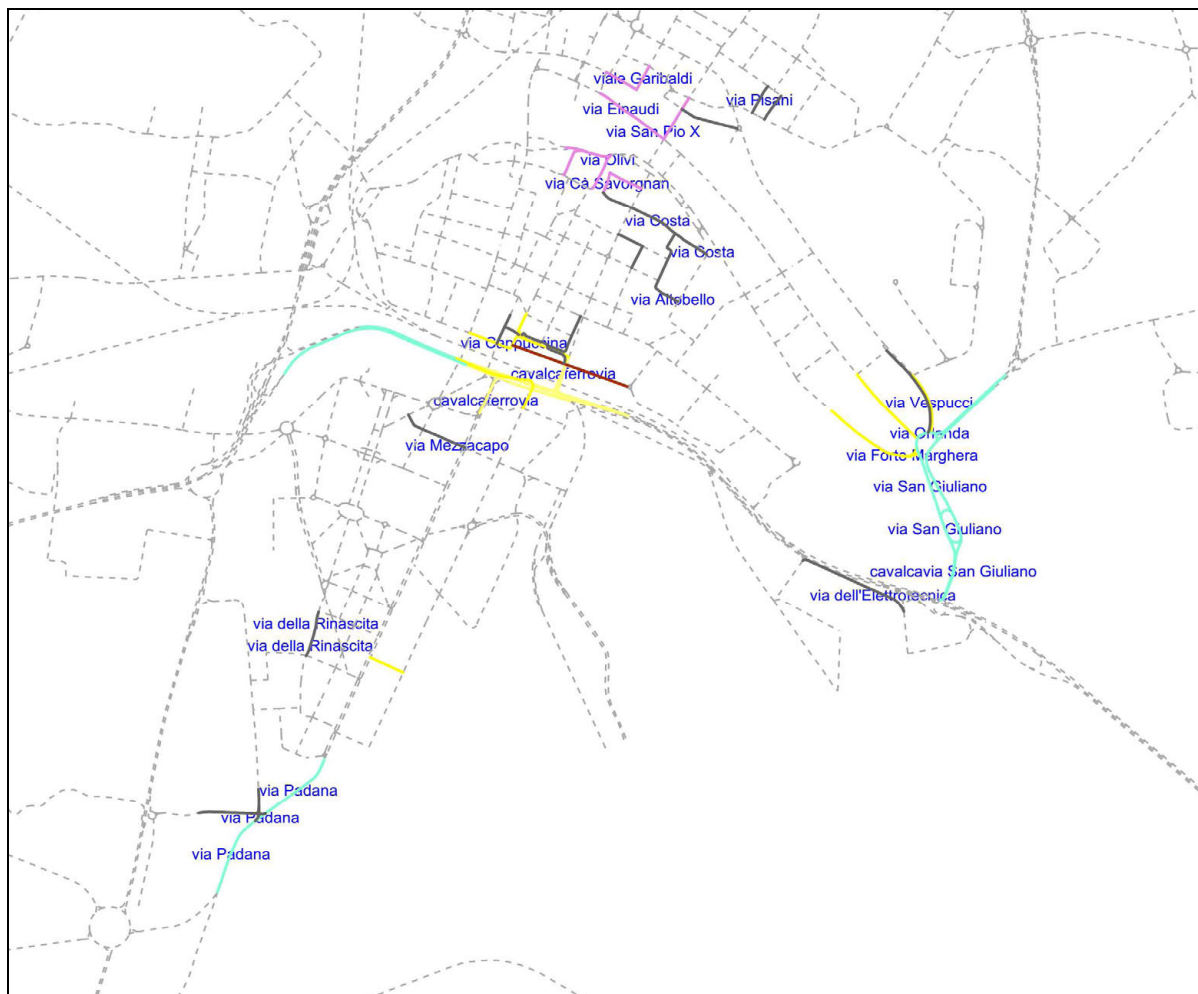 viale Garibaldi
via Pisani
via Einaudi
via San Pio X
via Olivi
via Cà Savorgnan
via Costa
via Costa
via Altobello
via Cappuccina
cavalcaferrovia
cavalcaferrovia
via Vespucci
via Orlanda
via Mezzacapo
via Forte Marghera
via San Giuliano
via San Giuliano
cavalcavia San Giuliano
via dell'Elettrotecnica
via della Rinascita
via della Rinascita
via Padana
via Padana
via Padana